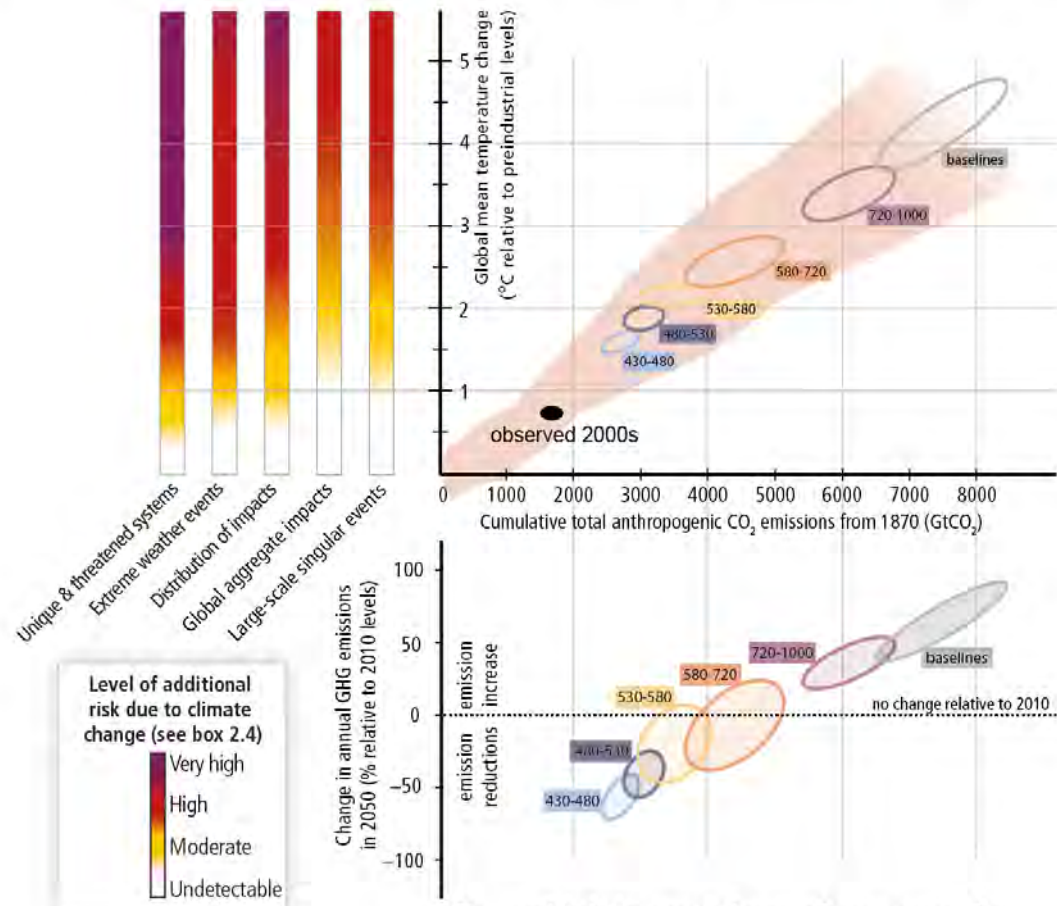 5
4
3
2
1
Global mean temperature change
(°C relative to preindustrial levels)
baselines
720-1000
580-720
530-580
480-530
430-480
observed 2000s
0
1000
2000
3000
4000
5000
6000
7000
8000
Cumulative total anthropogenic CO₂ emissions from 1870 (GtCO₂)
Unique & threatened systems
Extreme weather events
Distribution of impacts
Global aggregate impacts
Large-scale singular events
Level of additional
risk due to climate
change (see box 2.4)
Very high
High
Moderate
Undetectable
Change in annual GHG emissions
in 2050 (% relative to 2010 levels)
100
50
0
−50
−100
emission
increase
emission
reductions
720-1000
580-720
530-580
480-530
430-480
baselines
no change relative to 2010